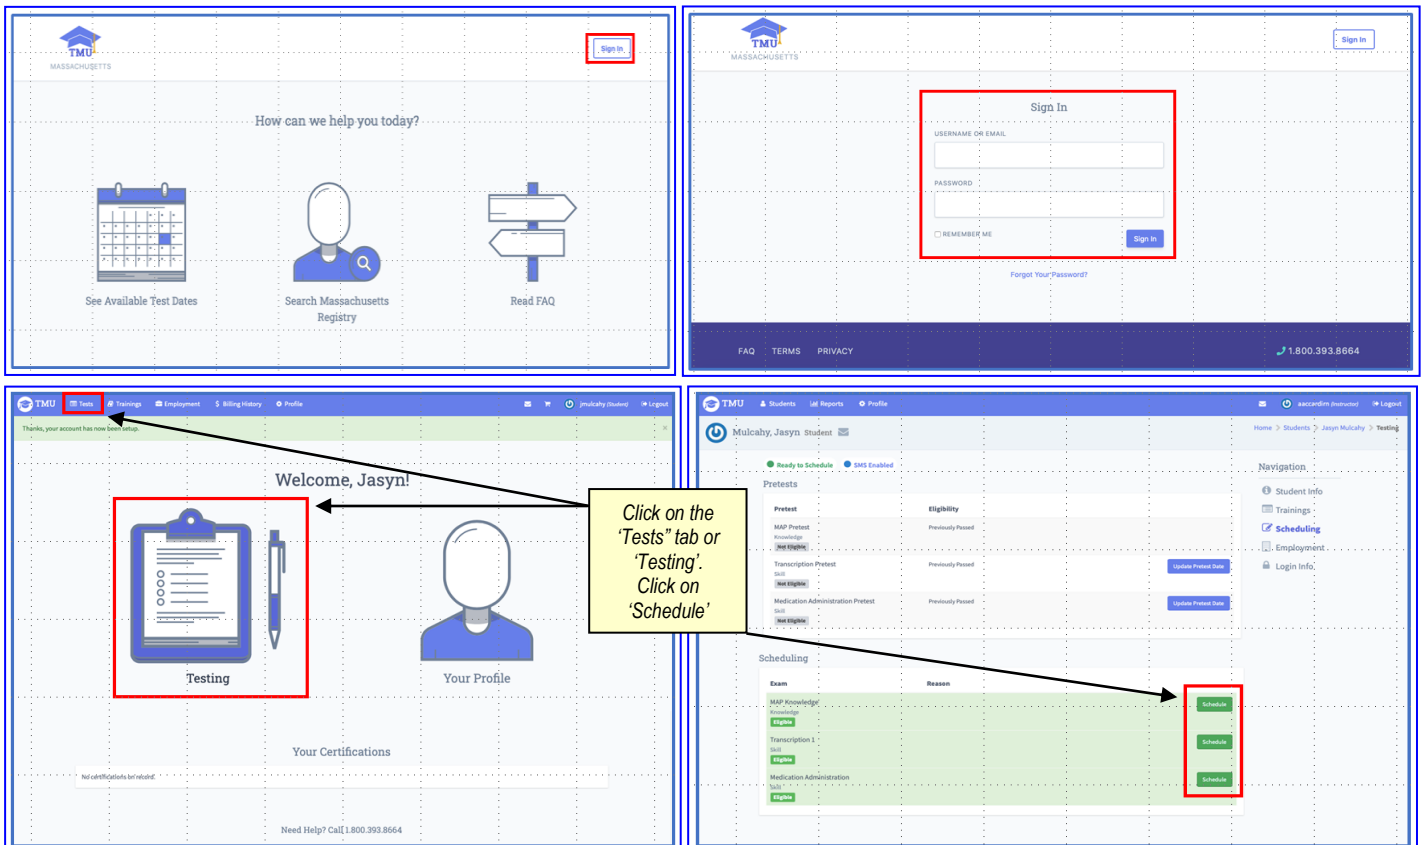 TMU
MASSACHUSETTS
Sign In
How can we help you today?
See Available Test Dates
Search Massachusetts
Registry
Read FAQ
TMU
MASSACHUSETTS
Sign In
Sign In
USERNAME OR EMAIL
PASSWORD
REMEMBER ME
Sign In
Forgot Your Password?
FAQ TERMS PRIVACY
1.800.393.8664
TMU Tests Trainings Employment $ Billing History Profile jmulcahy (Student) Logout
Thanks, your account has now been setup. ×
Welcome, Jasyn!
Testing
Your Profile
Your Certifications
No certifications on record.
Need Help? Call 1.800.393.8664
Click on the
‘Tests” tab or
‘Testing’.
Click on
‘Schedule’
TMU Students Reports Profile aaccardirn (Instructor) Logout
Mulcahy, Jasyn Student
Home > Students > Jasyn Mulcahy > Testing
Ready to Schedule SMS Enabled
Pretests
Pretest Eligibility
MAP Pretest Previously Passed
Knowledge
Not Eligible
Transcription Pretest Previously Passed Update Pretest Date
Skill
Not Eligible
Medication Administration Pretest Previously Passed Update Pretest Date
Skill
Not Eligible
Scheduling
Exam Reason
MAP Knowledge Schedule
Knowledge
Eligible
Transcription 1 Schedule
Skill
Eligible
Medication Administration Schedule
Skill
Eligible
Navigation
Student Info
Trainings
Scheduling
Employment
Login Info